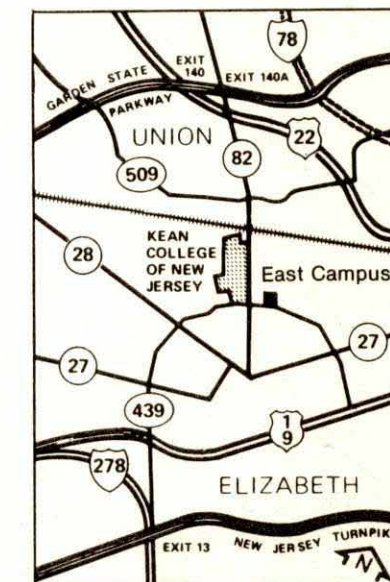 78
EXIT
140
EXIT 140A
GARDEN STATE
PARKWAY
UNION
22
82
509
KEAN
COLLEGE
OF NEW
JERSEY
East Campus
28
27
27
439
1
9
278
ELIZABETH
EXIT 13
NEW JERSEY TURNPIK
N